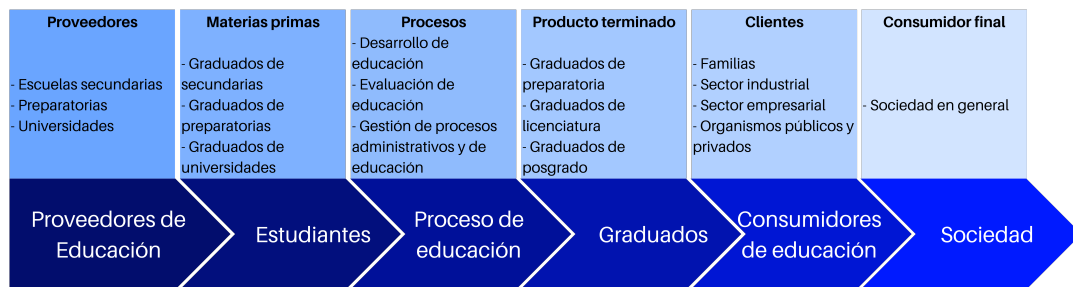 Proveedores
- Escuelas secundarias
- Preparatorias
- Universidades
Materias primas
- Graduados de
secundarias
- Graduados de
preparatorias
- Graduados de
universidades
Procesos
- Desarrollo de
educación
- Evaluación de
educación
- Gestión de procesos
administrativos y de
educación
Producto terminado
- Graduados de
preparatoria
- Graduados de
licenciatura
- Graduados de
posgrado
Clientes
- Familias
- Sector industrial
- Sector empresarial
- Organismos públicos y
privados
Consumidor final
- Sociedad en general
Proveedores de
Educación
Estudiantes
Proceso de
educación
Graduados
Consumidores
de educación
Sociedad